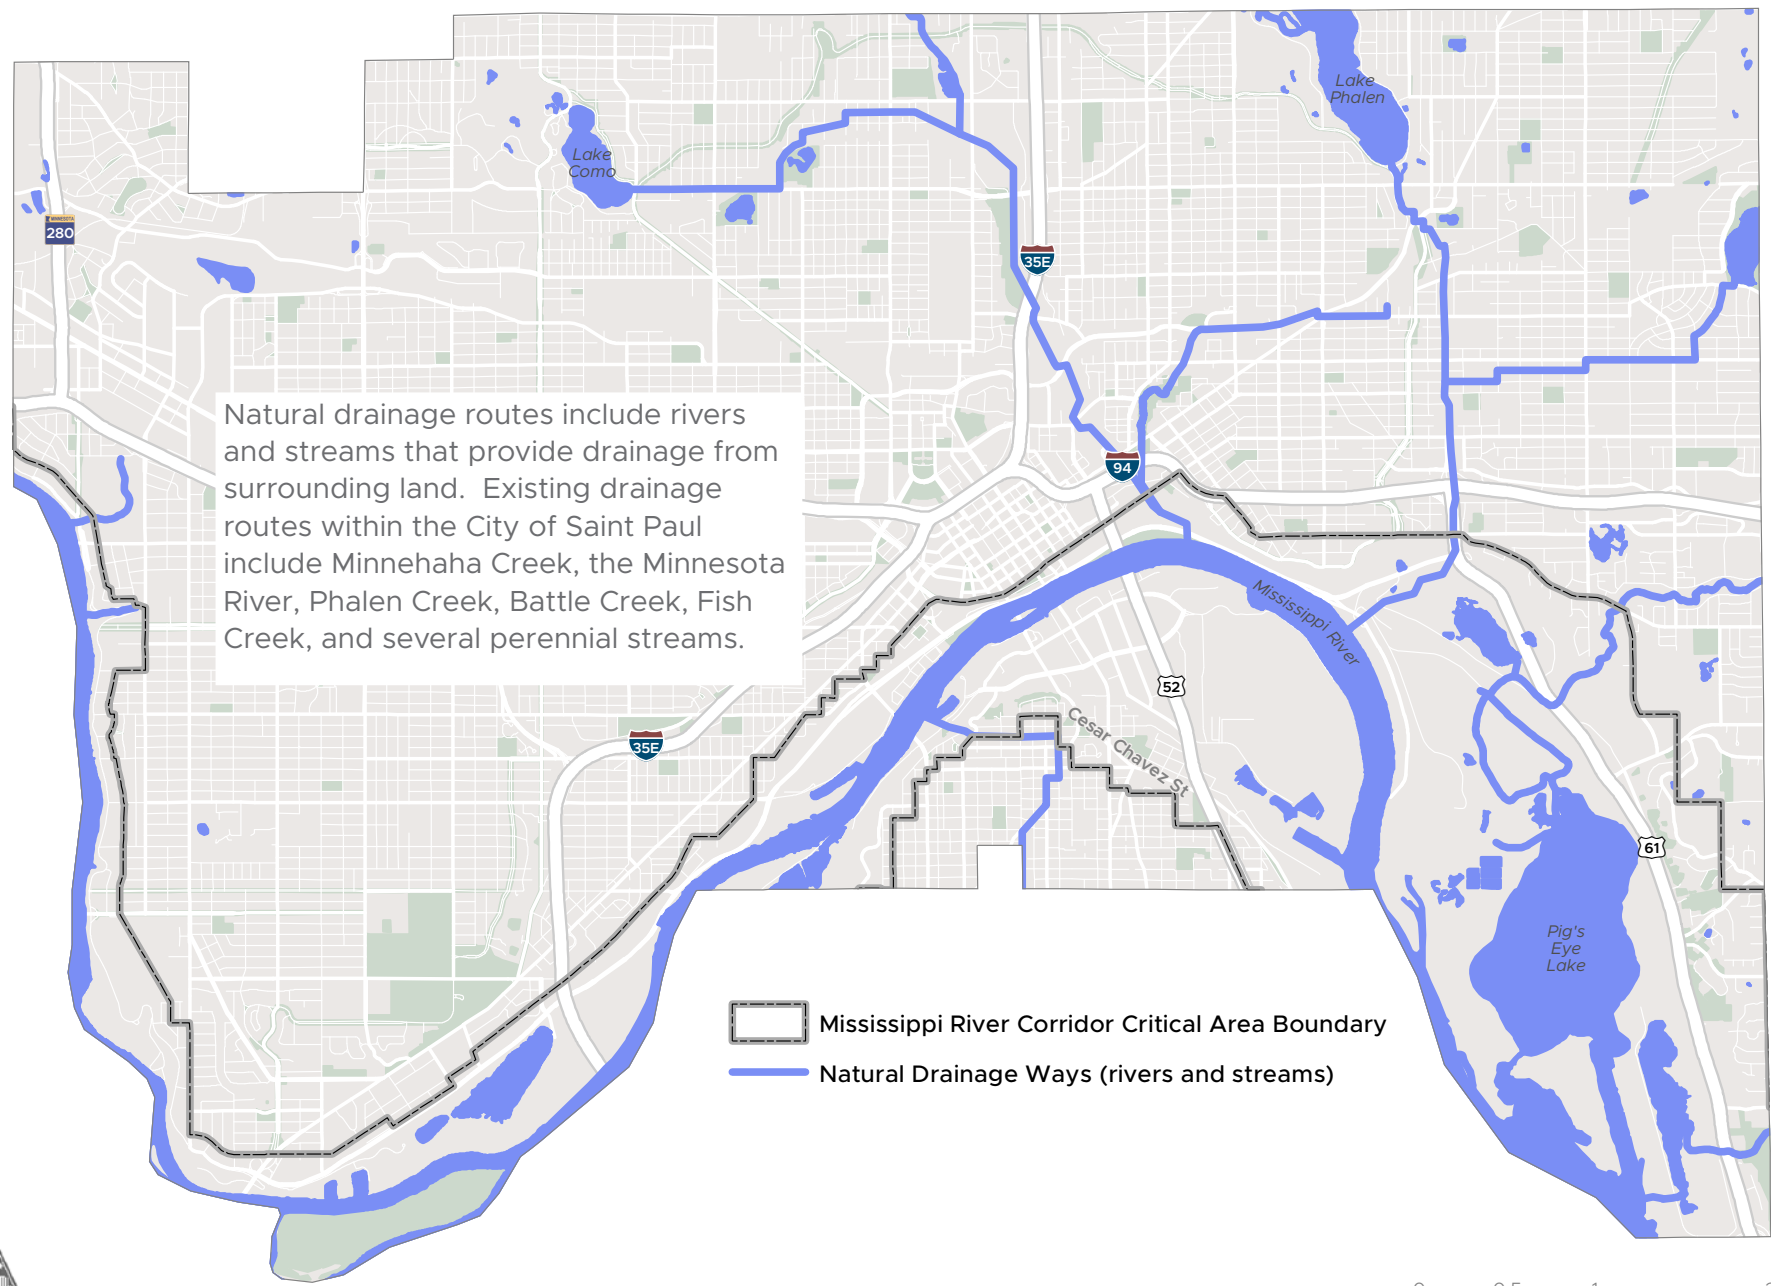 Lake
Phalen
Lake
Como
MINNESOTA
280
35E
Natural drainage routes include rivers
and streams that provide drainage from
surrounding land. Existing drainage
routes within the City of Saint Paul
include Minnehaha Creek, the Minnesota
River, Phalen Creek, Battle Creek, Fish
Creek, and several perennial streams.
94
Mississippi River
52
Cesar Chavez St
35E
61
Pig's
Eye
Lake
Mississippi River Corridor Critical Area Boundary
Natural Drainage Ways (rivers and streams)